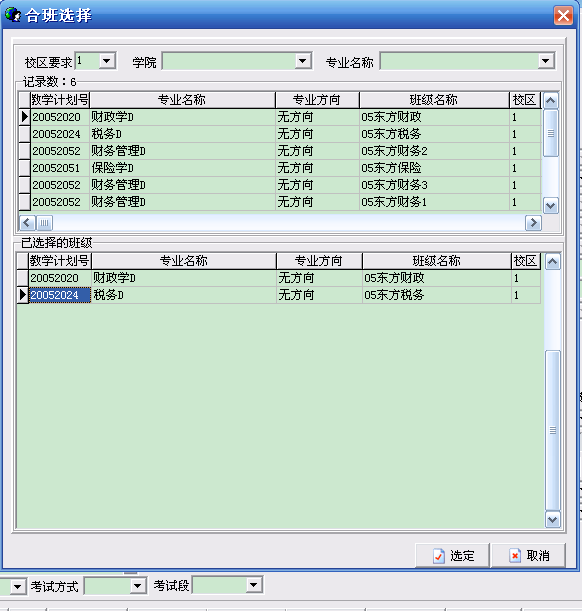 合班选择
校区要求 1 学院 专业名称
记录数：6
教学计划号 专业名称 专业方向 班级名称 校区
20052020 财政学D 无方向 05东方财政 1
20052024 税务D 无方向 05东方税务 1
20052052 财务管理D 无方向 05东方财务2 1
20052051 保险学D 无方向 05东方保险 1
20052052 财务管理D 无方向 05东方财务3 1
20052052 财务管理D 无方向 05东方财务1 1
已选择的班级
教学计划号 专业名称 专业方向 班级名称 校区
20052020 财政学D 无方向 05东方财政 1
20052024 税务D 无方向 05东方税务 1
选定 取消
考试方式 考试段